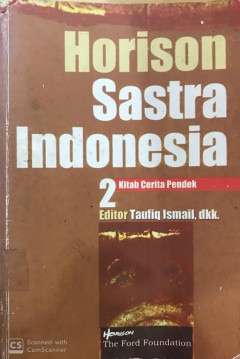 Horison
Sastra
Indonesia
2 Kitab Cerita Pendek
Editor Taufiq Ismail, dkk.
HORISON
The Ford Foundation
CS Scanned with
CamScanner